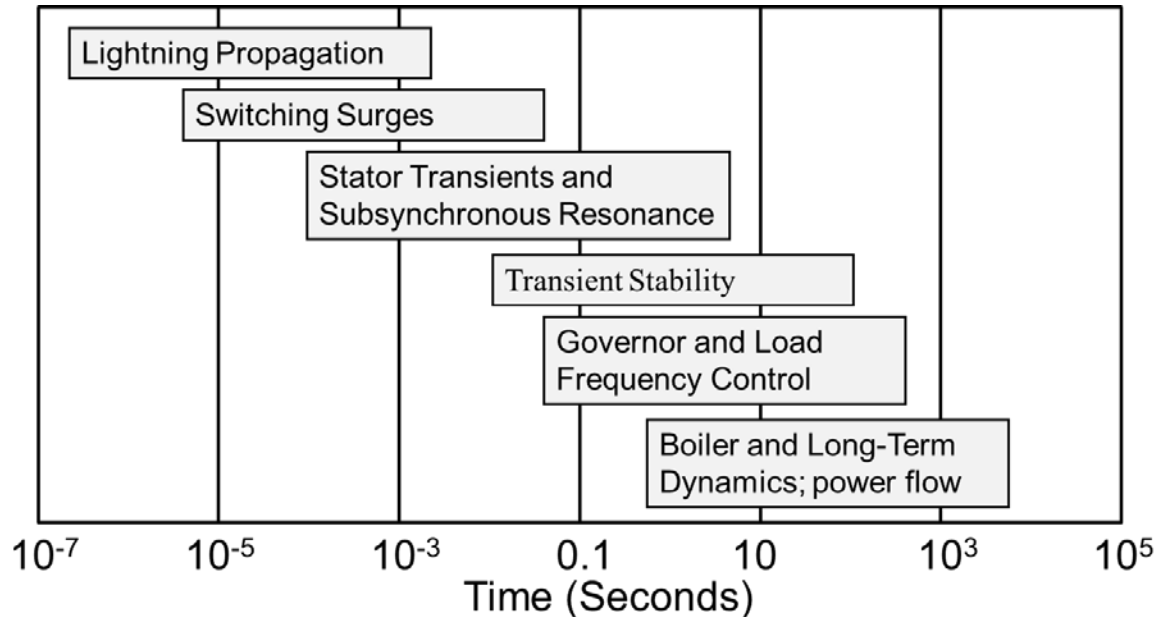 Lightning Propagation
Switching Surges
Stator Transients and
Subsynchronous Resonance
Transient Stability
Governor and Load
Frequency Control
Boiler and Long-Term
Dynamics; power flow
10⁻⁷ 10⁻⁵ 10⁻³ 0.1 10 10³ 10⁵
Time (Seconds)